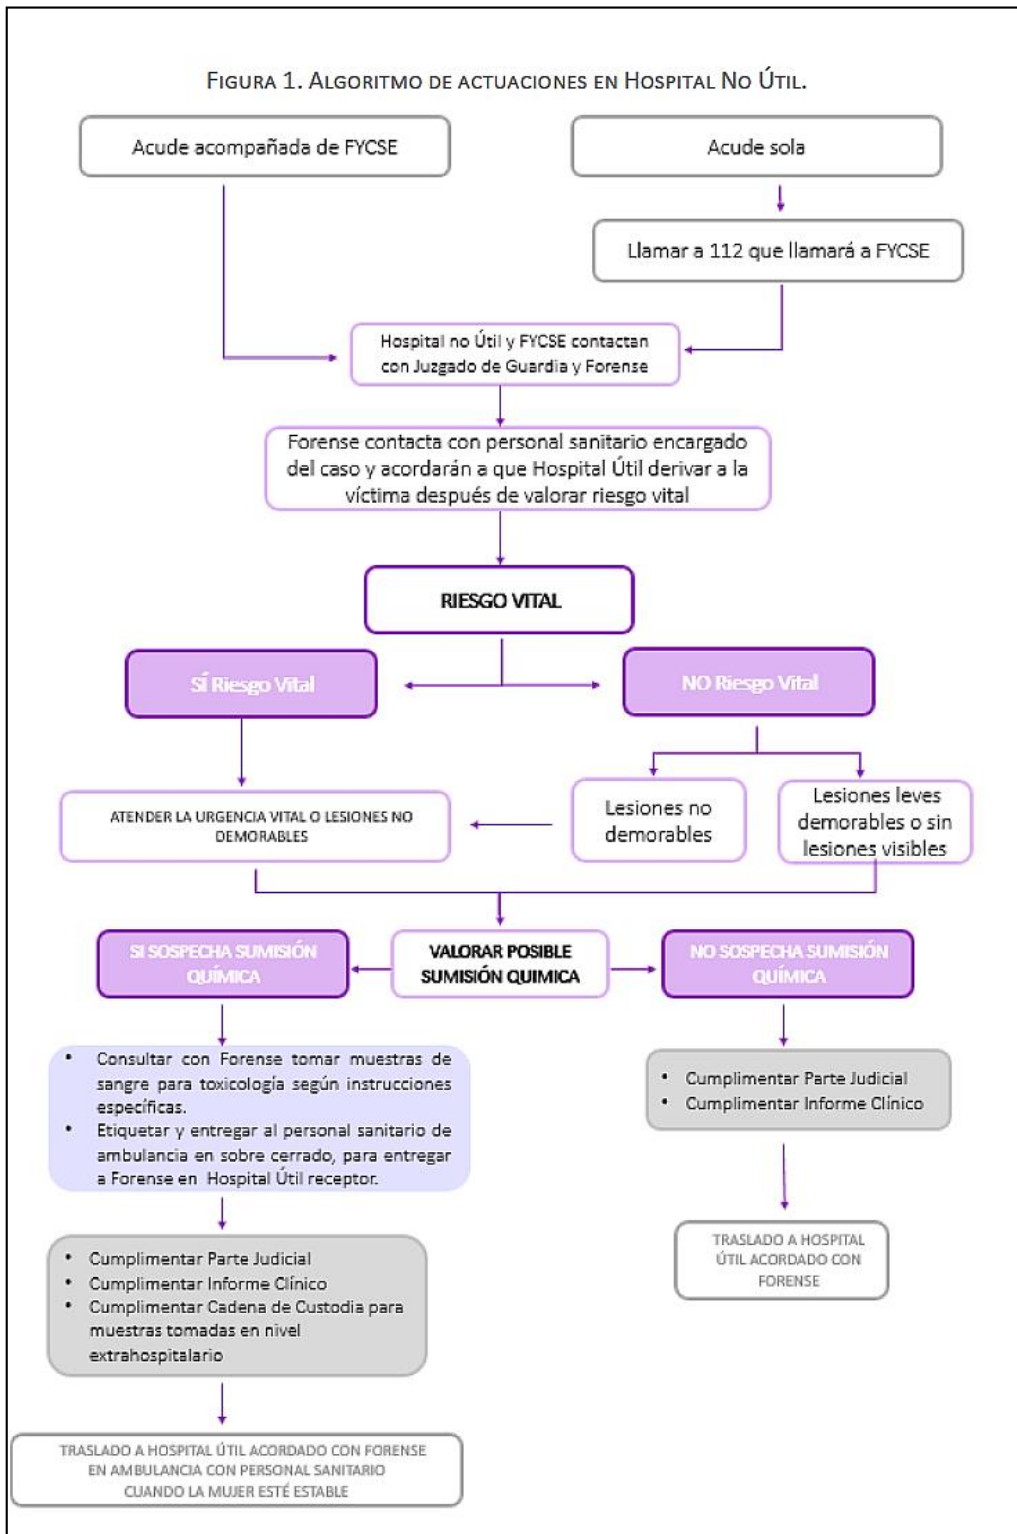 FIGURA 1. ALGORITMO DE ACTUACIONES EN HOSPITAL NO ÚTIL.
Acude acompañada de FYCSE
Acude sola
Llamar a 112 que llamará a FYCSE
Hospital no Útil y FYCSE contactan
con Juzgado de Guardia y Forense
Forense contacta con personal sanitario encargado
del caso y acordarán a que Hospital Útil derivar a la
víctima después de valorar riesgo vital
RIESGO VITAL
SÍ Riesgo Vital
NO Riesgo Vital
ATENDER LA URGENCIA VITAL O LESIONES NO
DEMORABLES
Lesiones no
demorables
Lesiones leves
demorables o sin
lesiones visibles
SI SOSPECHA SUMISIÓN
QUÍMICA
VALORAR POSIBLE
SUMISIÓN QUIMICA
NO SOSPECHA SUMISIÓN
QUÍMICA
• Consultar con Forense tomar muestras de
sangre para toxicología según instrucciones
específicas.
• Etiquetar y entregar al personal sanitario de
ambulancia en sobre cerrado, para entregar
a Forense en Hospital Útil receptor.
• Cumplimentar Parte Judicial
• Cumplimentar Informe Clínico
TRASLADO A HOSPITAL
ÚTIL ACORDADO CON
FORENSE
• Cumplimentar Parte Judicial
• Cumplimentar Informe Clínico
• Cumplimentar Cadena de Custodia para
muestras tomadas en nivel
extrahospitalario
TRASLADO A HOSPITAL ÚTIL ACORDADO CON FORENSE
EN AMBULANCIA CON PERSONAL SANITARIO
CUANDO LA MUJER ESTÉ ESTABLE